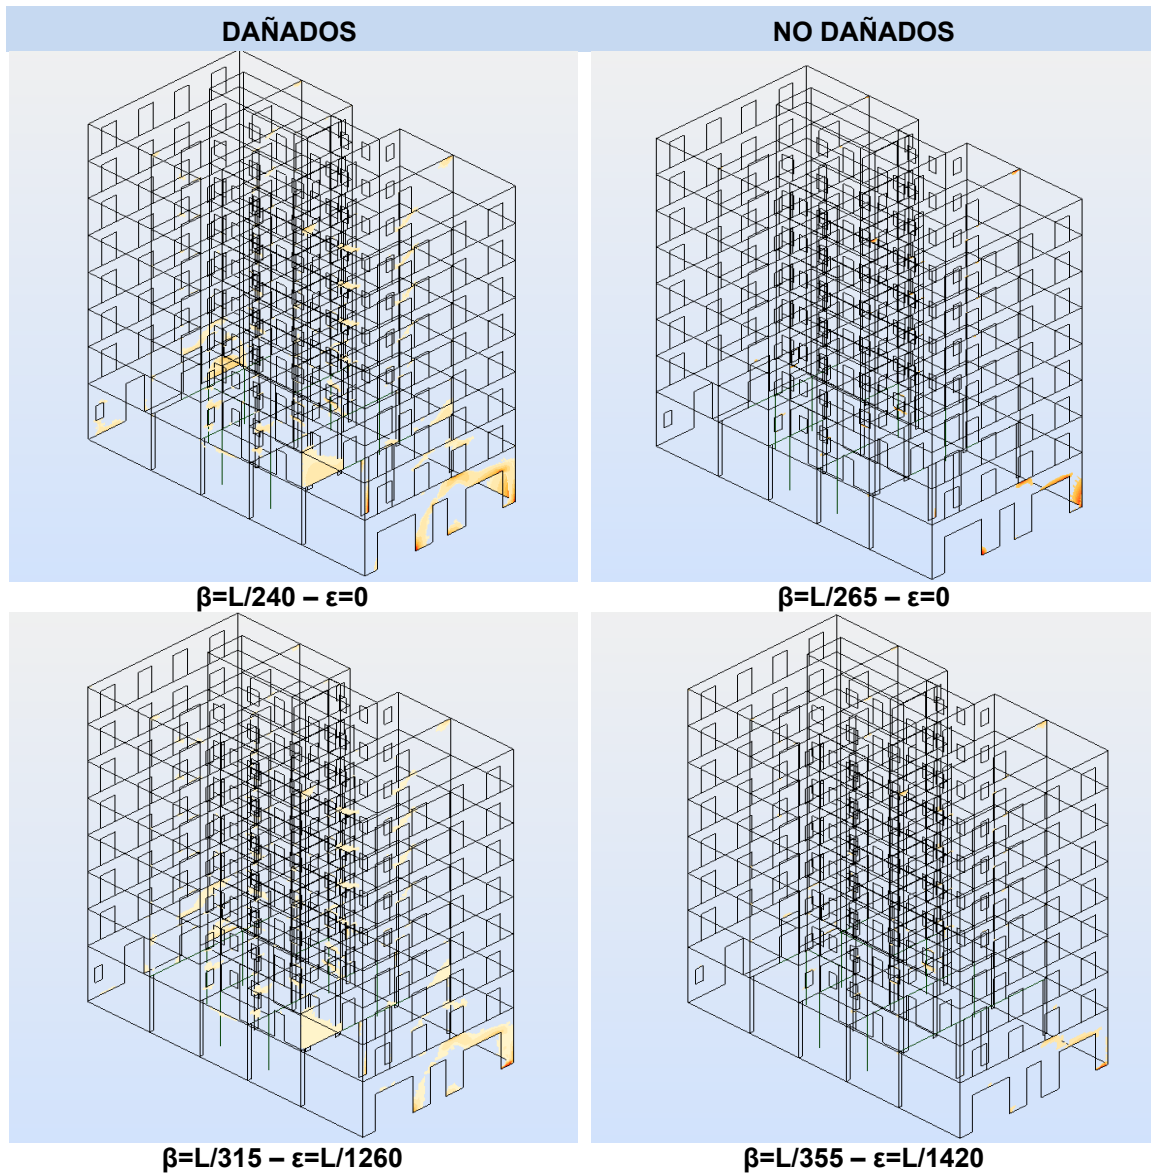 DAÑADOS
NO DAÑADOS
β=L/240 – ε=0
β=L/265 – ε=0
β=L/315 – ε=L/1260
β=L/355 – ε=L/1420